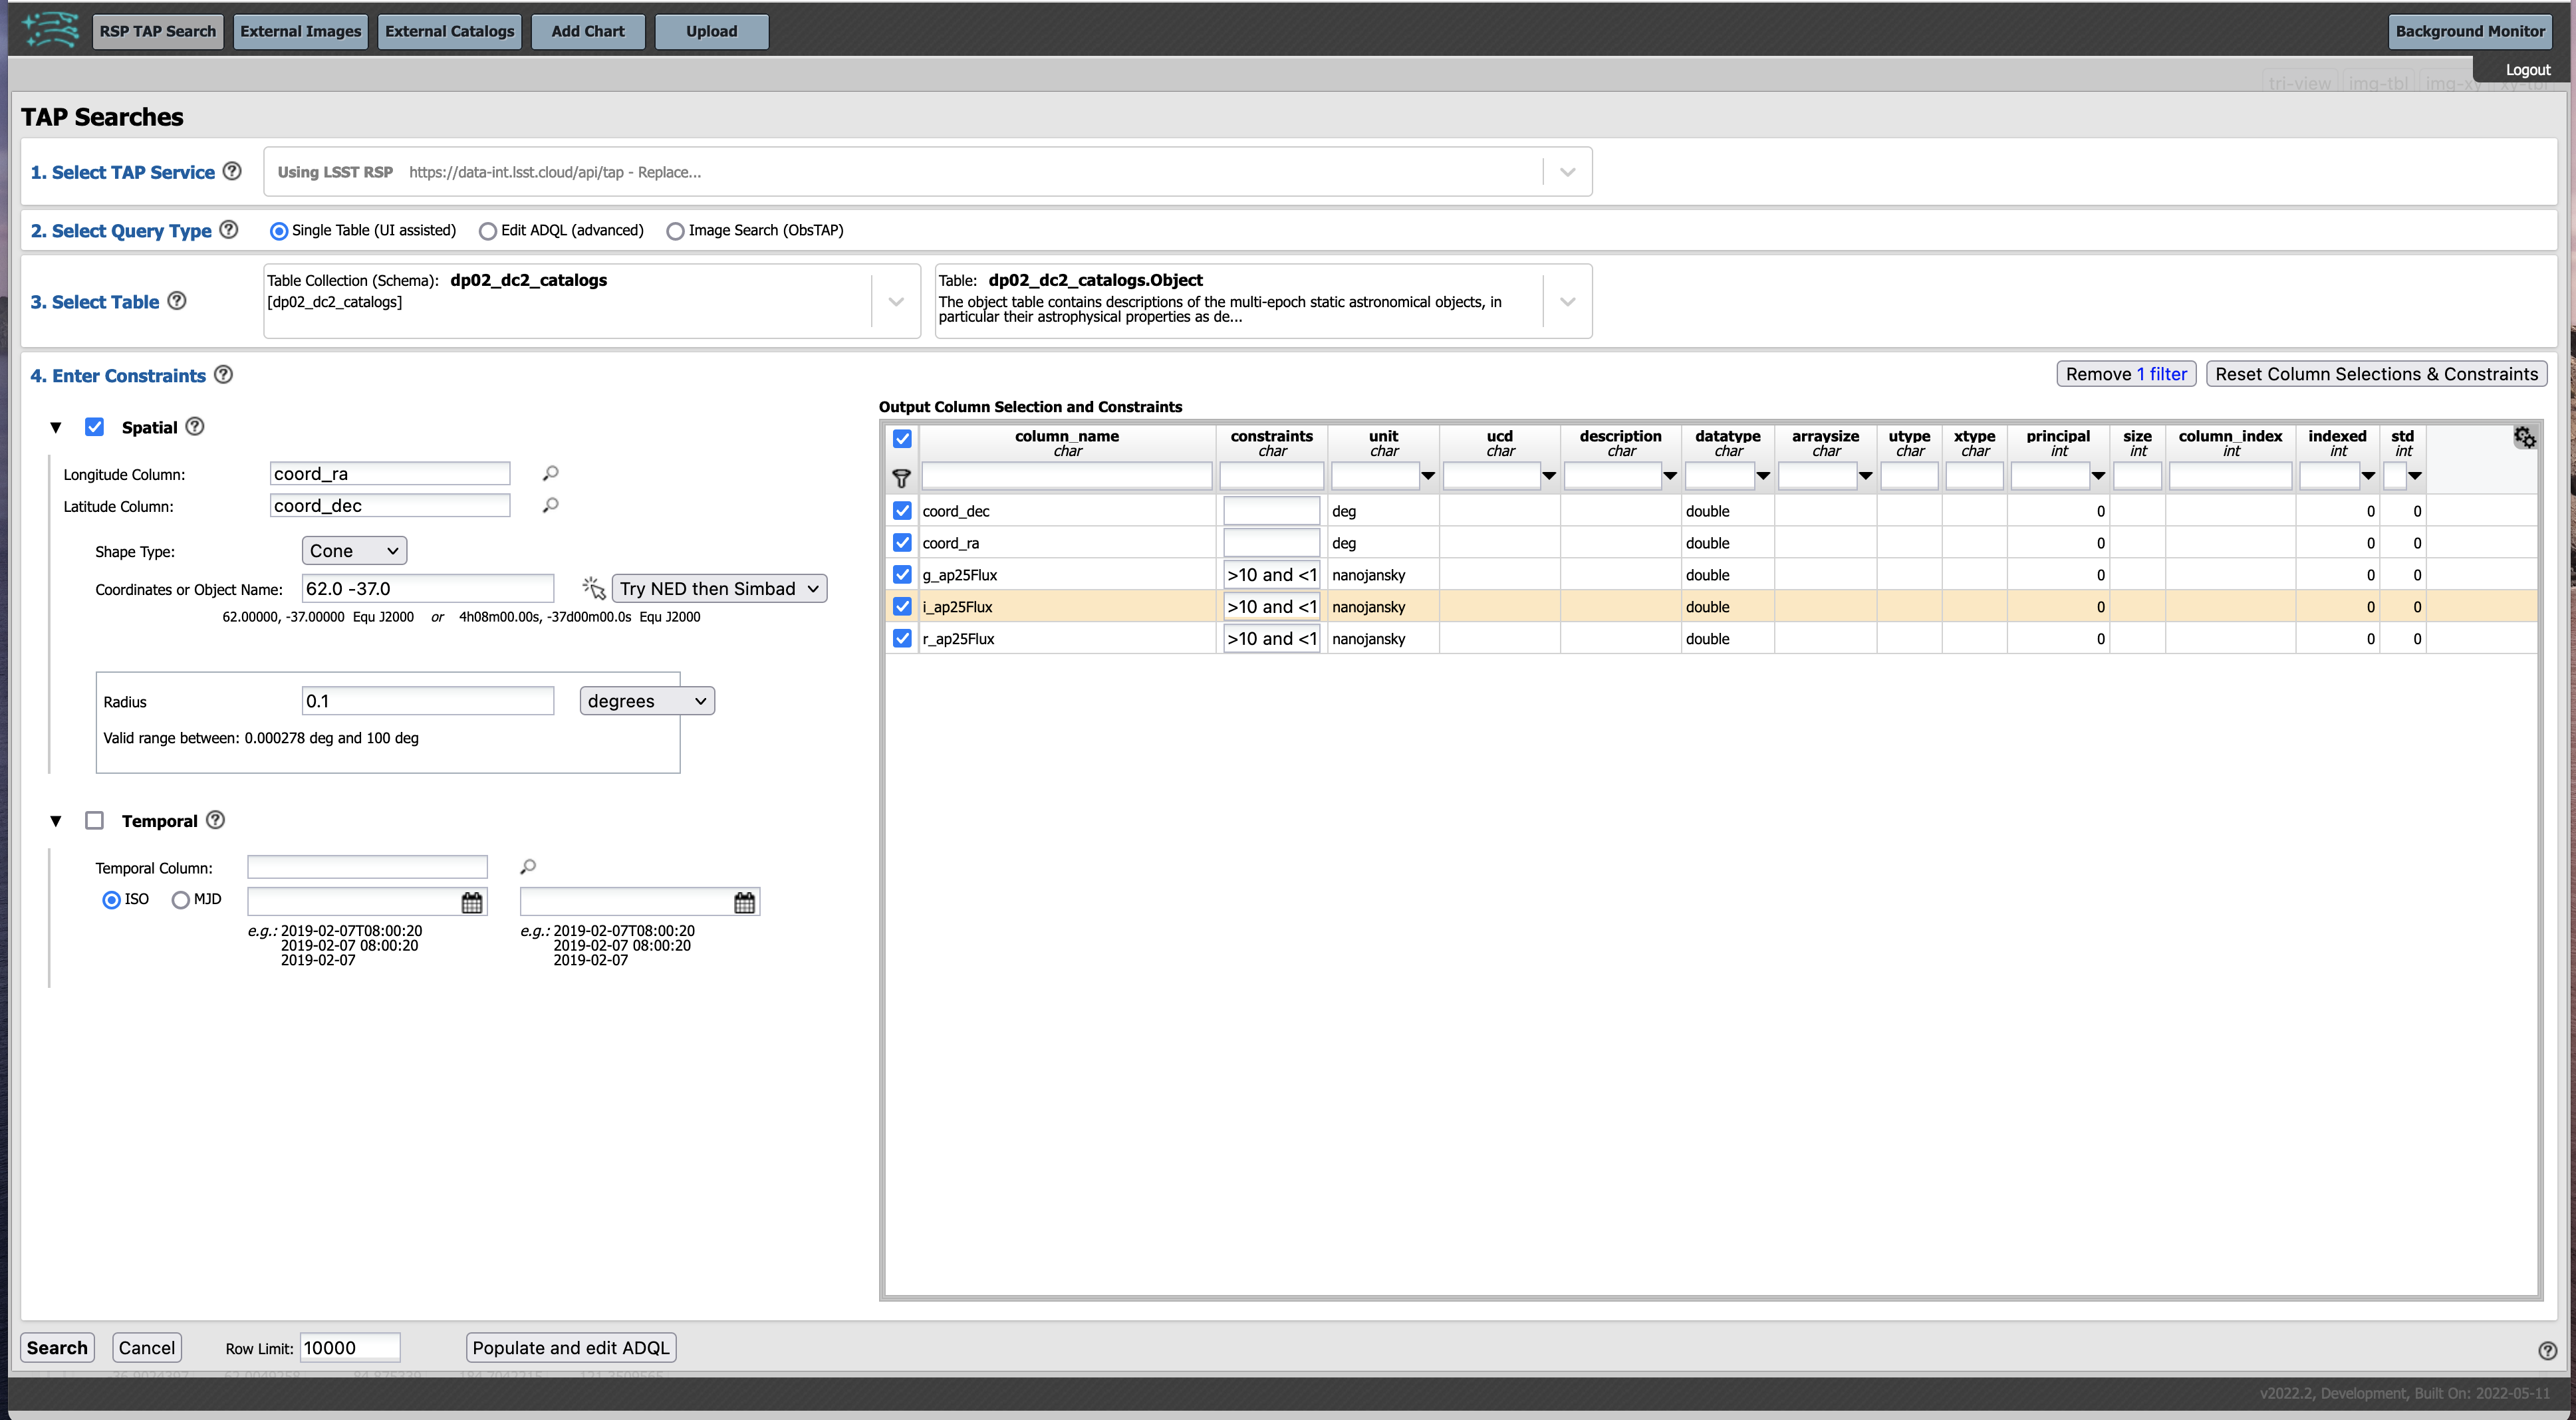 RSP TAP Search External Images External Catalogs Add Chart Upload Background Monitor
Logout
tri-view img-tbl img-xy xy-tbl
TAP Searches
1. Select TAP Service Using LSST RSP https://data-int.lsst.cloud/api/tap - Replace...
2. Select Query Type Single Table (UI assisted) Edit ADQL (advanced) Image Search (ObsTAP)
3. Select Table
Table Collection (Schema): dp02_dc2_catalogs
[dp02_dc2_catalogs]
Table: dp02_dc2_catalogs.Object
The object table contains descriptions of the multi-epoch static astronomical objects, in
particular their astrophysical properties as de...
4. Enter Constraints Remove 1 filter Reset Column Selections & Constraints
Spatial
Longitude Column: coord_ra
Latitude Column: coord_dec
Shape Type: Cone
Coordinates or Object Name: 62.0 -37.0 Try NED then Simbad
62.00000, -37.00000 Equ J2000 or 4h08m00.00s, -37d00m00.0s Equ J2000
Radius 0.1 degrees
Valid range between: 0.000278 deg and 100 deg
Temporal
Temporal Column:
ISO MJD
e.g.: 2019-02-07T08:00:20 e.g.: 2019-02-07T08:00:20
2019-02-07 08:00:20 2019-02-07 08:00:20
2019-02-07 2019-02-07
Output Column Selection and Constraints
column_name constraints unit ucd description datatype arraysize utype xtype principal size column_index indexed std
char char char char char char char char char int int int int int
coord_dec deg double 0 0 0
coord_ra deg double 0 0 0
g_ap25Flux >10 and <1 nanojansky double 0 0 0
i_ap25Flux >10 and <1 nanojansky double 0 0 0
r_ap25Flux >10 and <1 nanojansky double 0 0 0
Search Cancel Row Limit: 10000 Populate and edit ADQL
v2022.2, Development, Built On: 2022-05-11